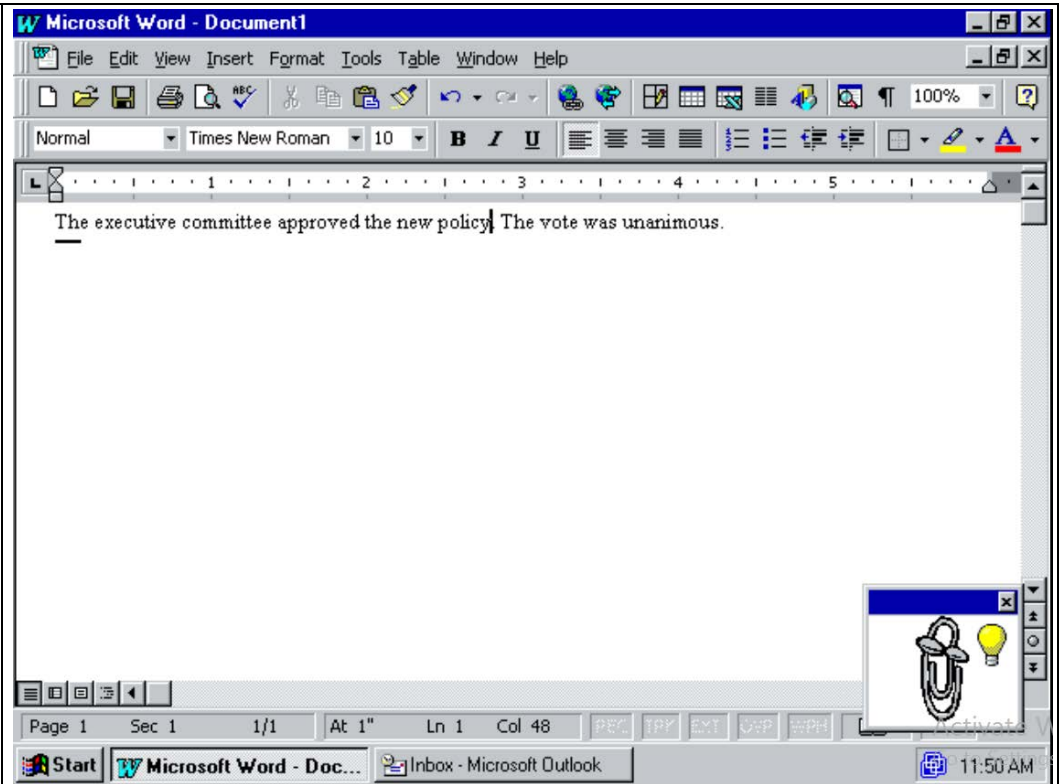 Microsoft Word - Document1
File Edit View Insert Format Tools Table Window Help
ABC 100%
Normal Times New Roman 10 B I U A
1 2 3 4 5
The executive committee approved the new policy. The vote was unanimous.
Page 1 Sec 1 1/1 At 1" Ln 1 Col 48 REC TRK EXT OVR WPH
Activate W
Start Microsoft Word - Doc... Inbox - Microsoft Outlook 11:50 AM